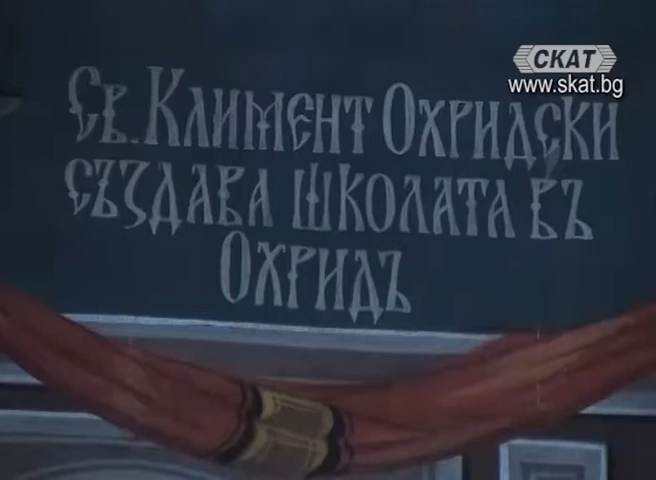 СКАТ
www.skat.bg
Св. Климент Охридски
създава школата въ
Охридъ